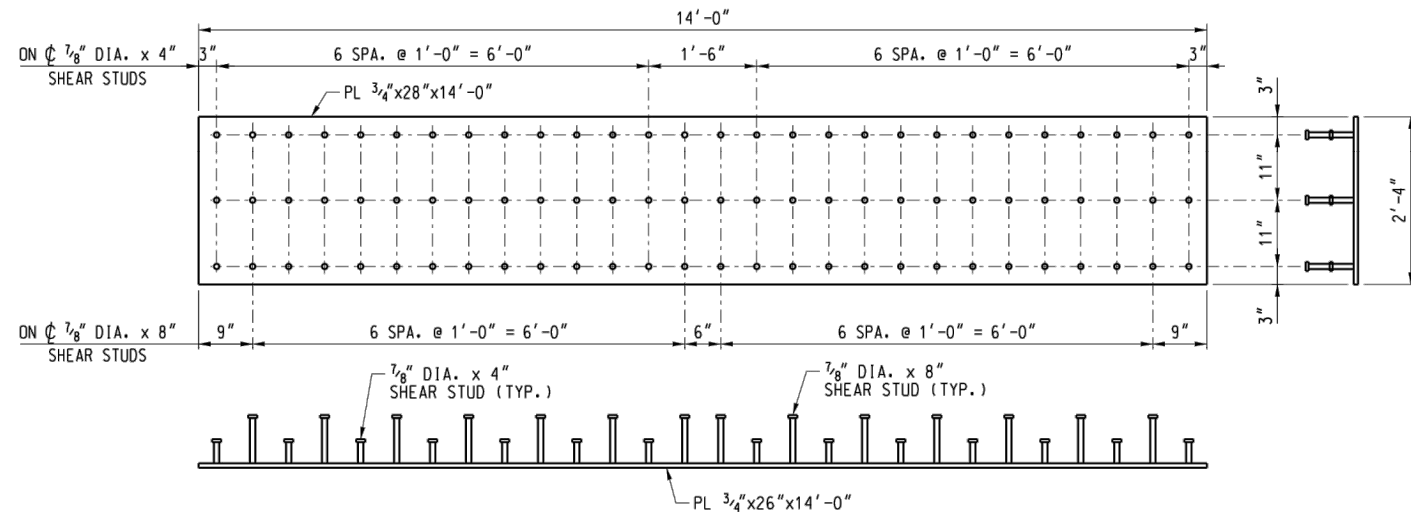 14'-0"
ON ℄ 7/8" DIA. x 4"
SHEAR STUDS
3"
6 SPA. @ 1'-0" = 6'-0"
1'-6"
6 SPA. @ 1'-0" = 6'-0"
3"
PL 3/4"x28"x14'-0"
3"
11"
11"
3"
2'-4"
ON ℄ 7/8" DIA. x 8"
SHEAR STUDS
9"
6 SPA. @ 1'-0" = 6'-0"
6"
6 SPA. @ 1'-0" = 6'-0"
9"
7/8" DIA. x 4"
SHEAR STUD (TYP.)
7/8" DIA. x 8"
SHEAR STUD (TYP.)
PL 3/4"x26"x14'-0"